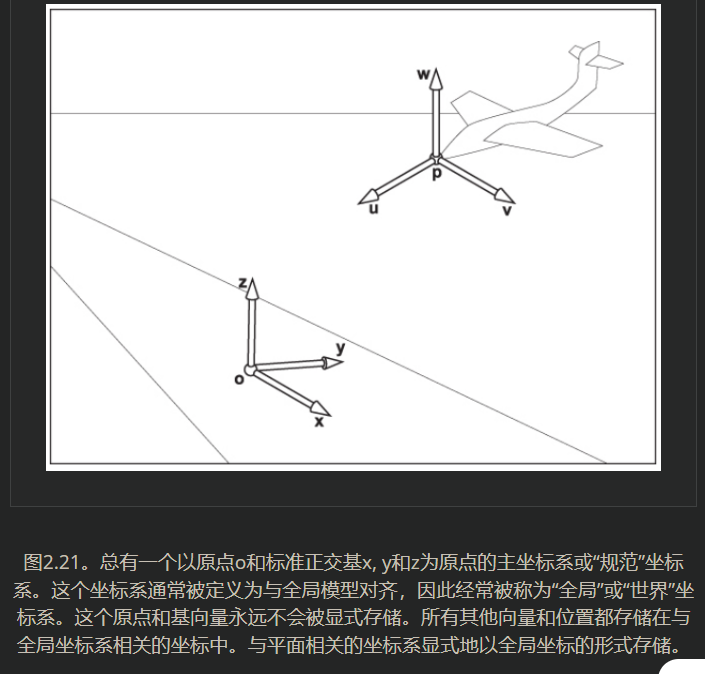 w
p
u
v
z
y
o
x
图2.21。总有一个以原点o和标准正交基x, y和z为原点的主坐标系或“规范”坐标
系。这个坐标系通常被定义为与全局模型对齐，因此经常被称为“全局”或“世界”坐
标系。这个原点和基向量永远不会被显式存储。所有其他向量和位置都存储在与
全局坐标系相关的坐标中。与平面相关的坐标系显式地以全局坐标的形式存储。